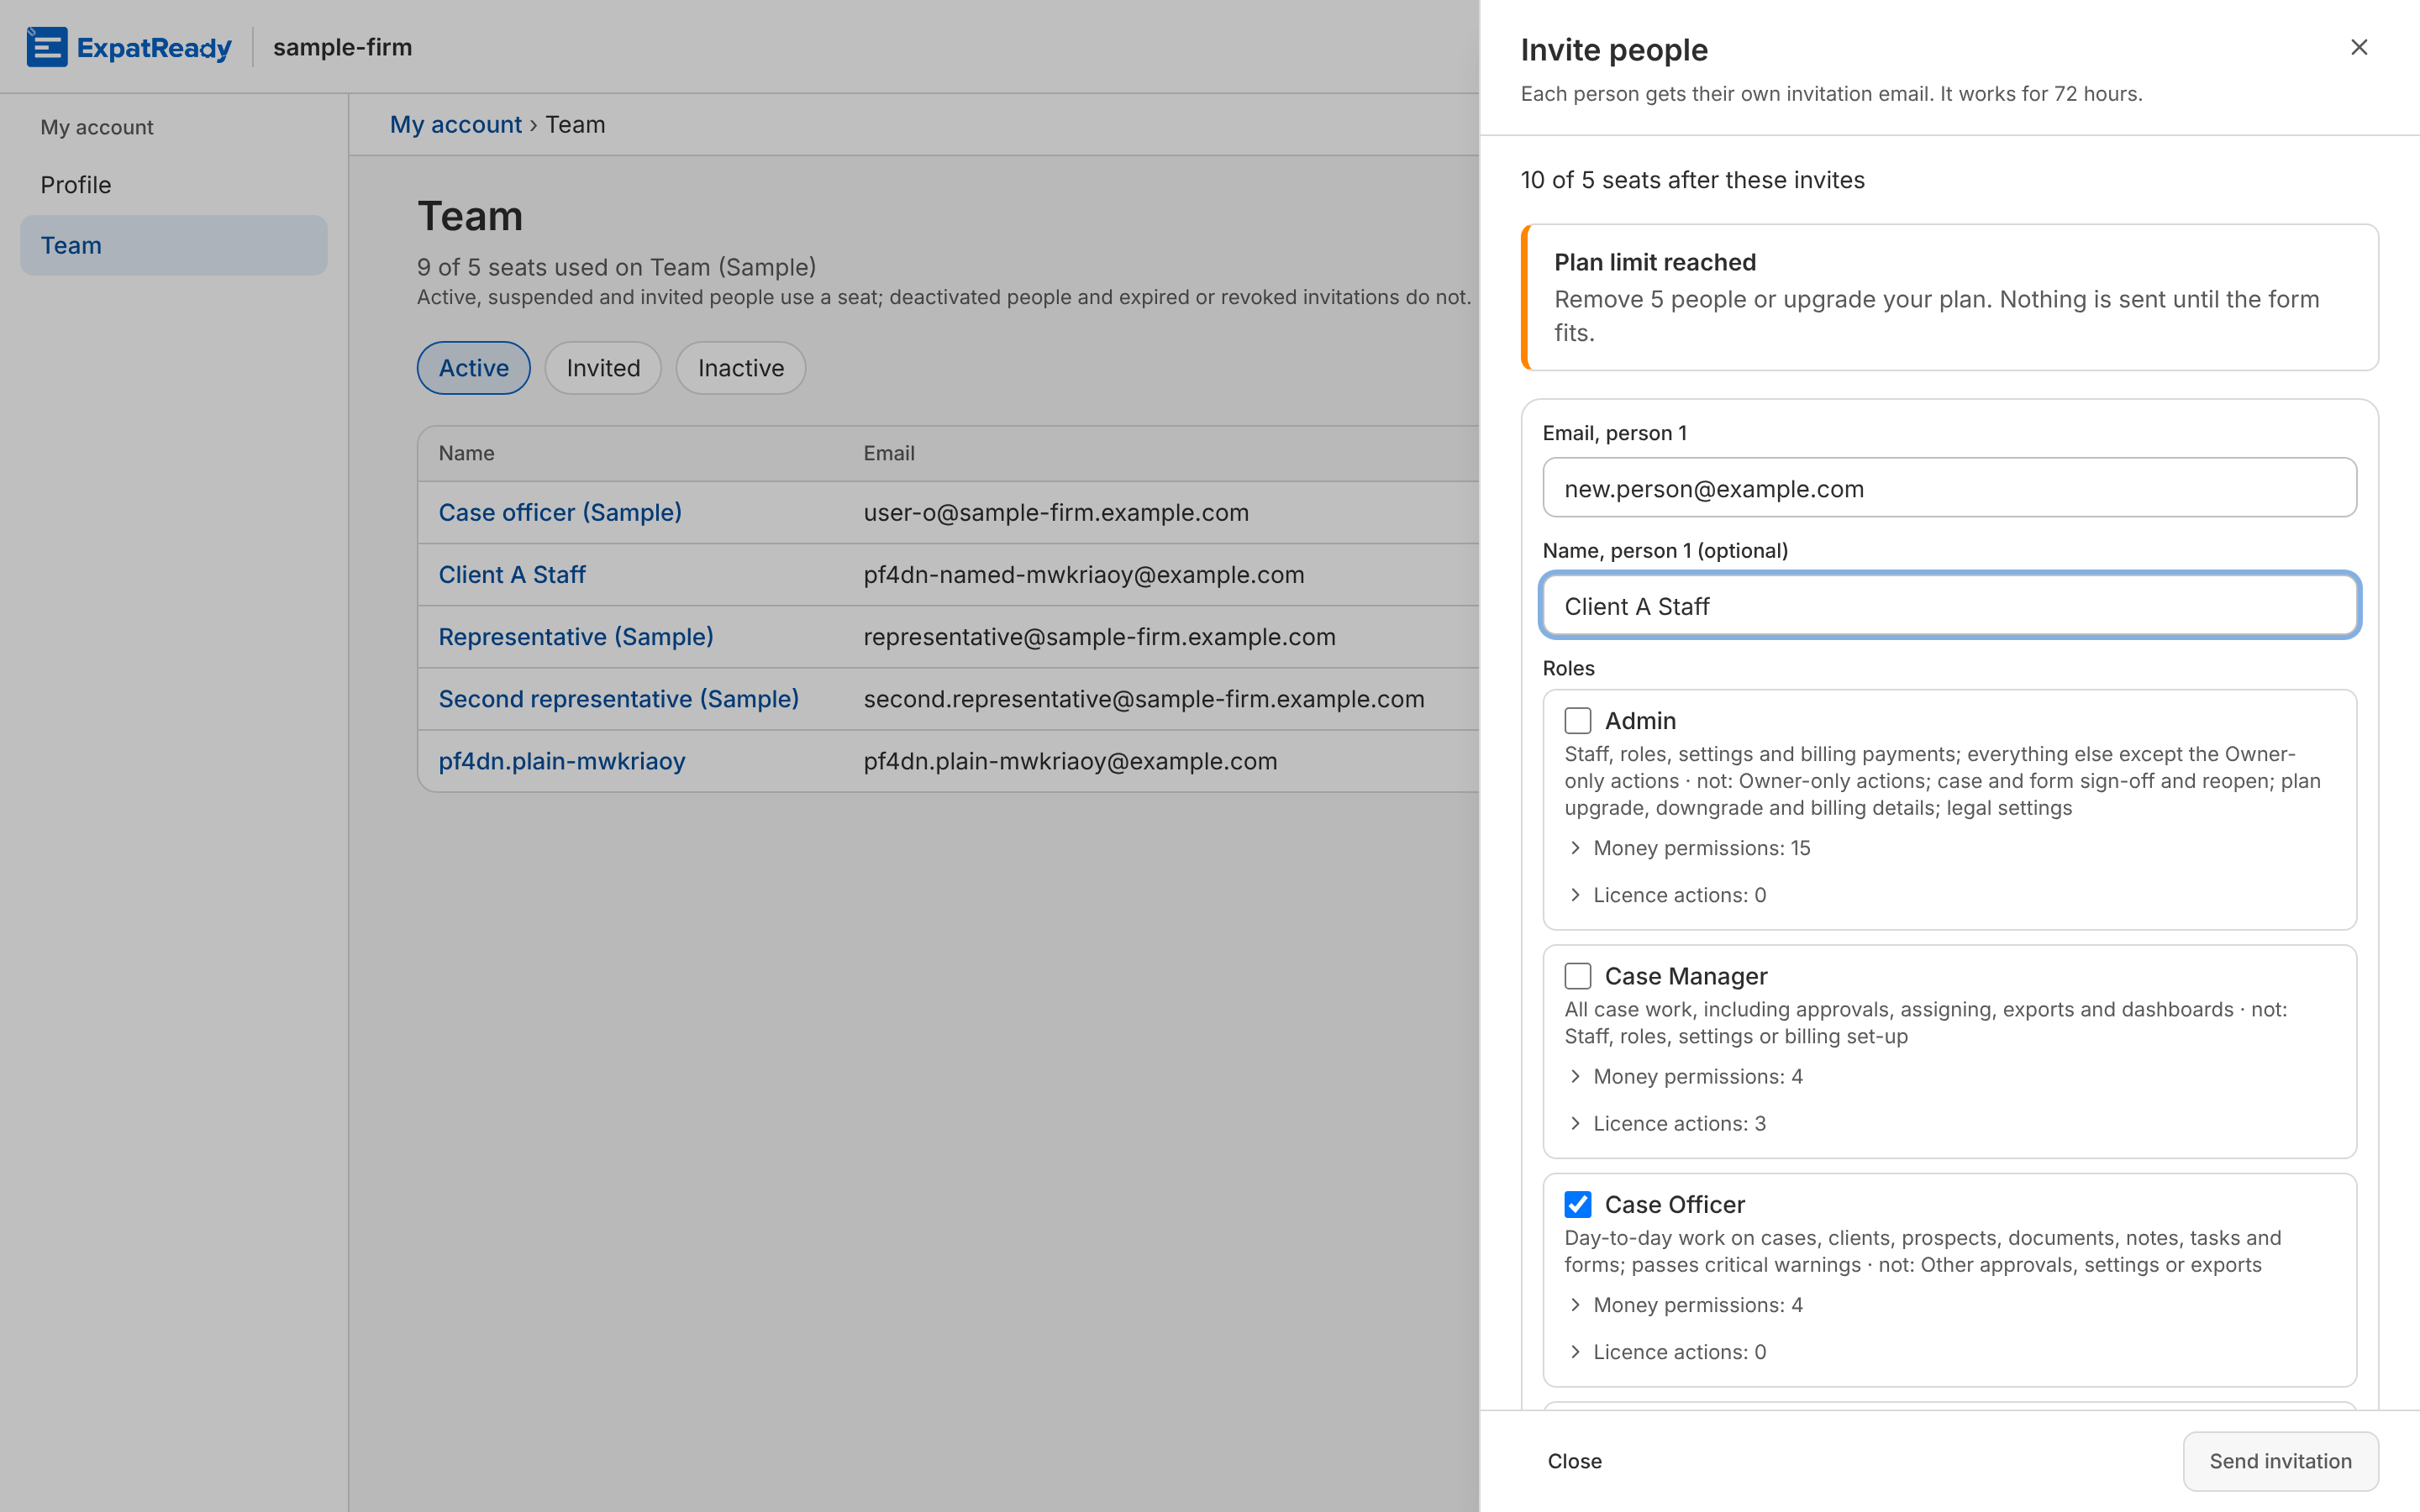 ExpatReady
sample-firm
My account
Profile
Team
My account › Team
Team
9 of 5 seats used on Team (Sample)
Active, suspended and invited people use a seat; deactivated people and expired or revoked invitations do not.
Active
Invited
Inactive
Name
Email
Case officer (Sample)
user-o@sample-firm.example.com
Client A Staff
pf4dn-named-mwkriaoy@example.com
Representative (Sample)
representative@sample-firm.example.com
Second representative (Sample)
second.representative@sample-firm.example.com
pf4dn.plain-mwkriaoy
pf4dn.plain-mwkriaoy@example.com
Invite people
Each person gets their own invitation email. It works for 72 hours.
10 of 5 seats after these invites
Plan limit reached
Remove 5 people or upgrade your plan. Nothing is sent until the form
fits.
Email, person 1
new.person@example.com
Name, person 1 (optional)
Client A Staff
Roles
Admin
Staff, roles, settings and billing payments; everything else except the Owner-
only actions · not: Owner-only actions; case and form sign-off and reopen; plan
upgrade, downgrade and billing details; legal settings
Money permissions: 15
Licence actions: 0
Case Manager
All case work, including approvals, assigning, exports and dashboards · not:
Staff, roles, settings or billing set-up
Money permissions: 4
Licence actions: 3
Case Officer
Day-to-day work on cases, clients, prospects, documents, notes, tasks and
forms; passes critical warnings · not: Other approvals, settings or exports
Money permissions: 4
Licence actions: 0
Close
Send invitation